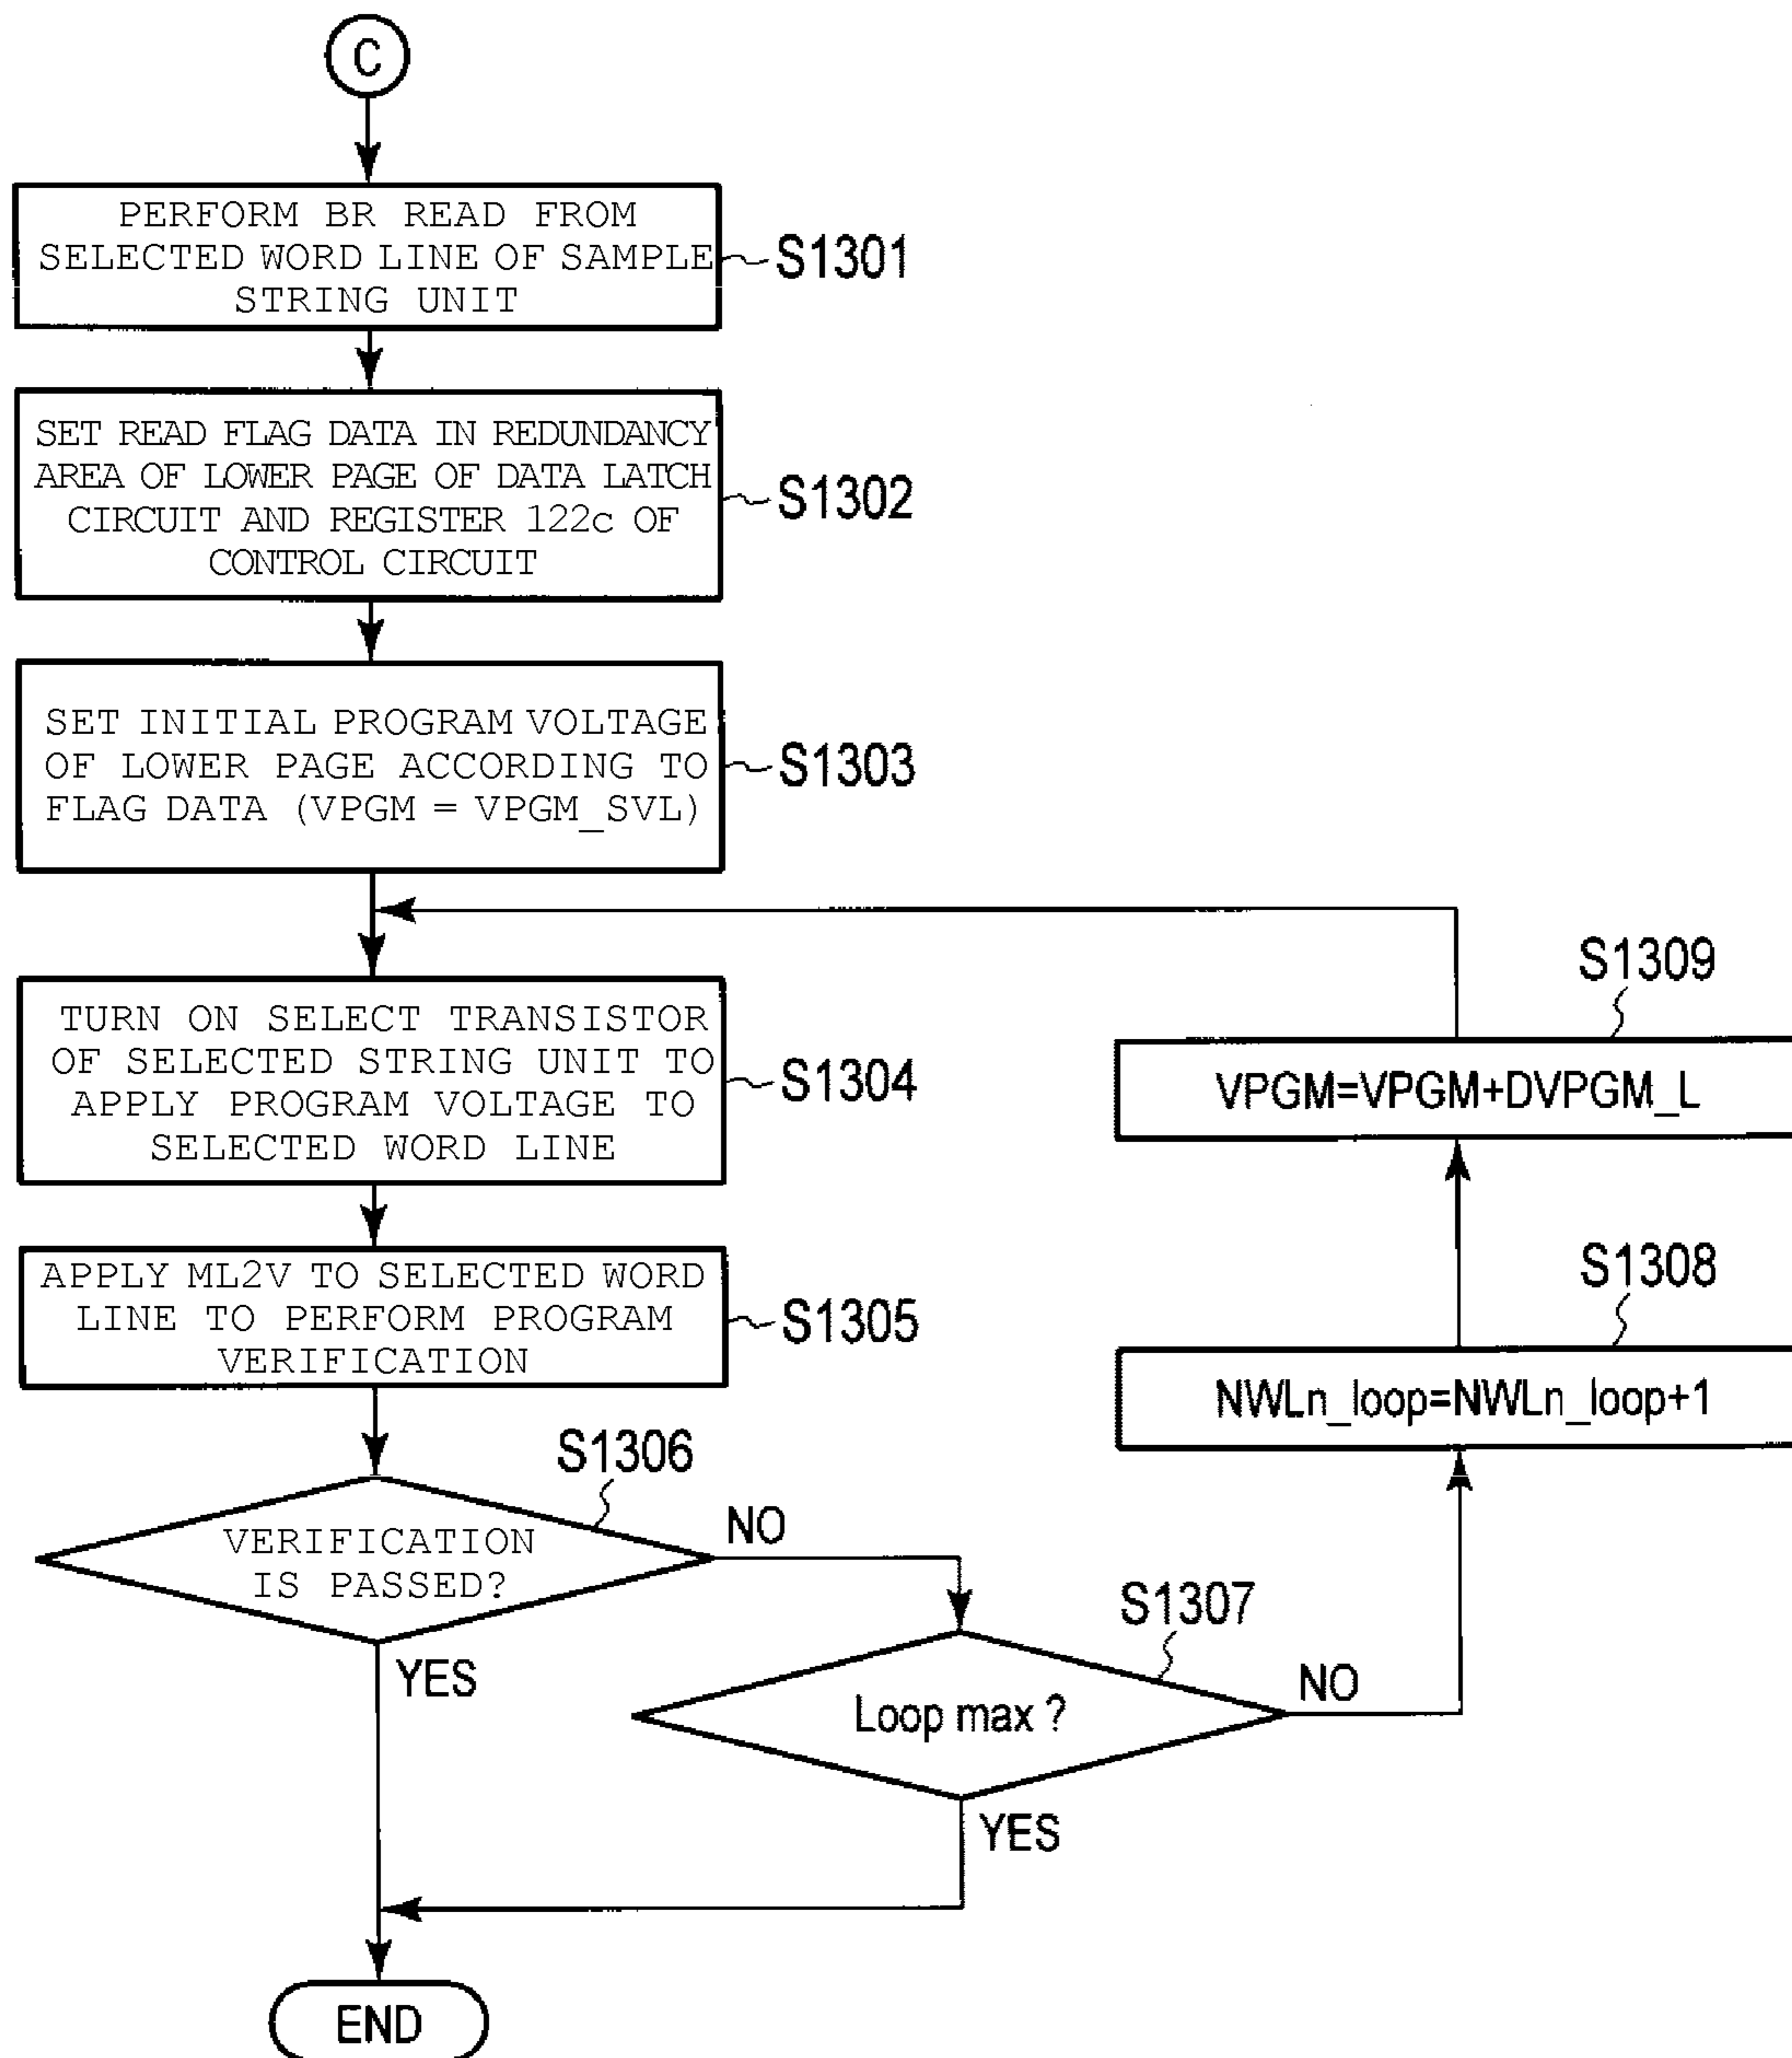 C
PERFORM BR READ FROM
SELECTED WORD LINE OF SAMPLE
STRING UNIT
S1301
SET READ FLAG DATA IN REDUNDANCY
AREA OF LOWER PAGE OF DATA LATCH
CIRCUIT AND REGISTER 122c OF
CONTROL CIRCUIT
S1302
SET INITIAL PROGRAM VOLTAGE
OF LOWER PAGE ACCORDING TO
FLAG DATA (VPGM = VPGM_SVL)
S1303
TURN ON SELECT TRANSISTOR
OF SELECTED STRING UNIT TO
APPLY PROGRAM VOLTAGE TO
SELECTED WORD LINE
S1304
APPLY ML2V TO SELECTED WORD
LINE TO PERFORM PROGRAM
VERIFICATION
S1305
S1306
VERIFICATION
IS PASSED?
NO
YES
S1307
Loop max ?
NO
YES
S1308
NWLn_loop=NWLn_loop+1
S1309
VPGM=VPGM+DVPGM_L
END